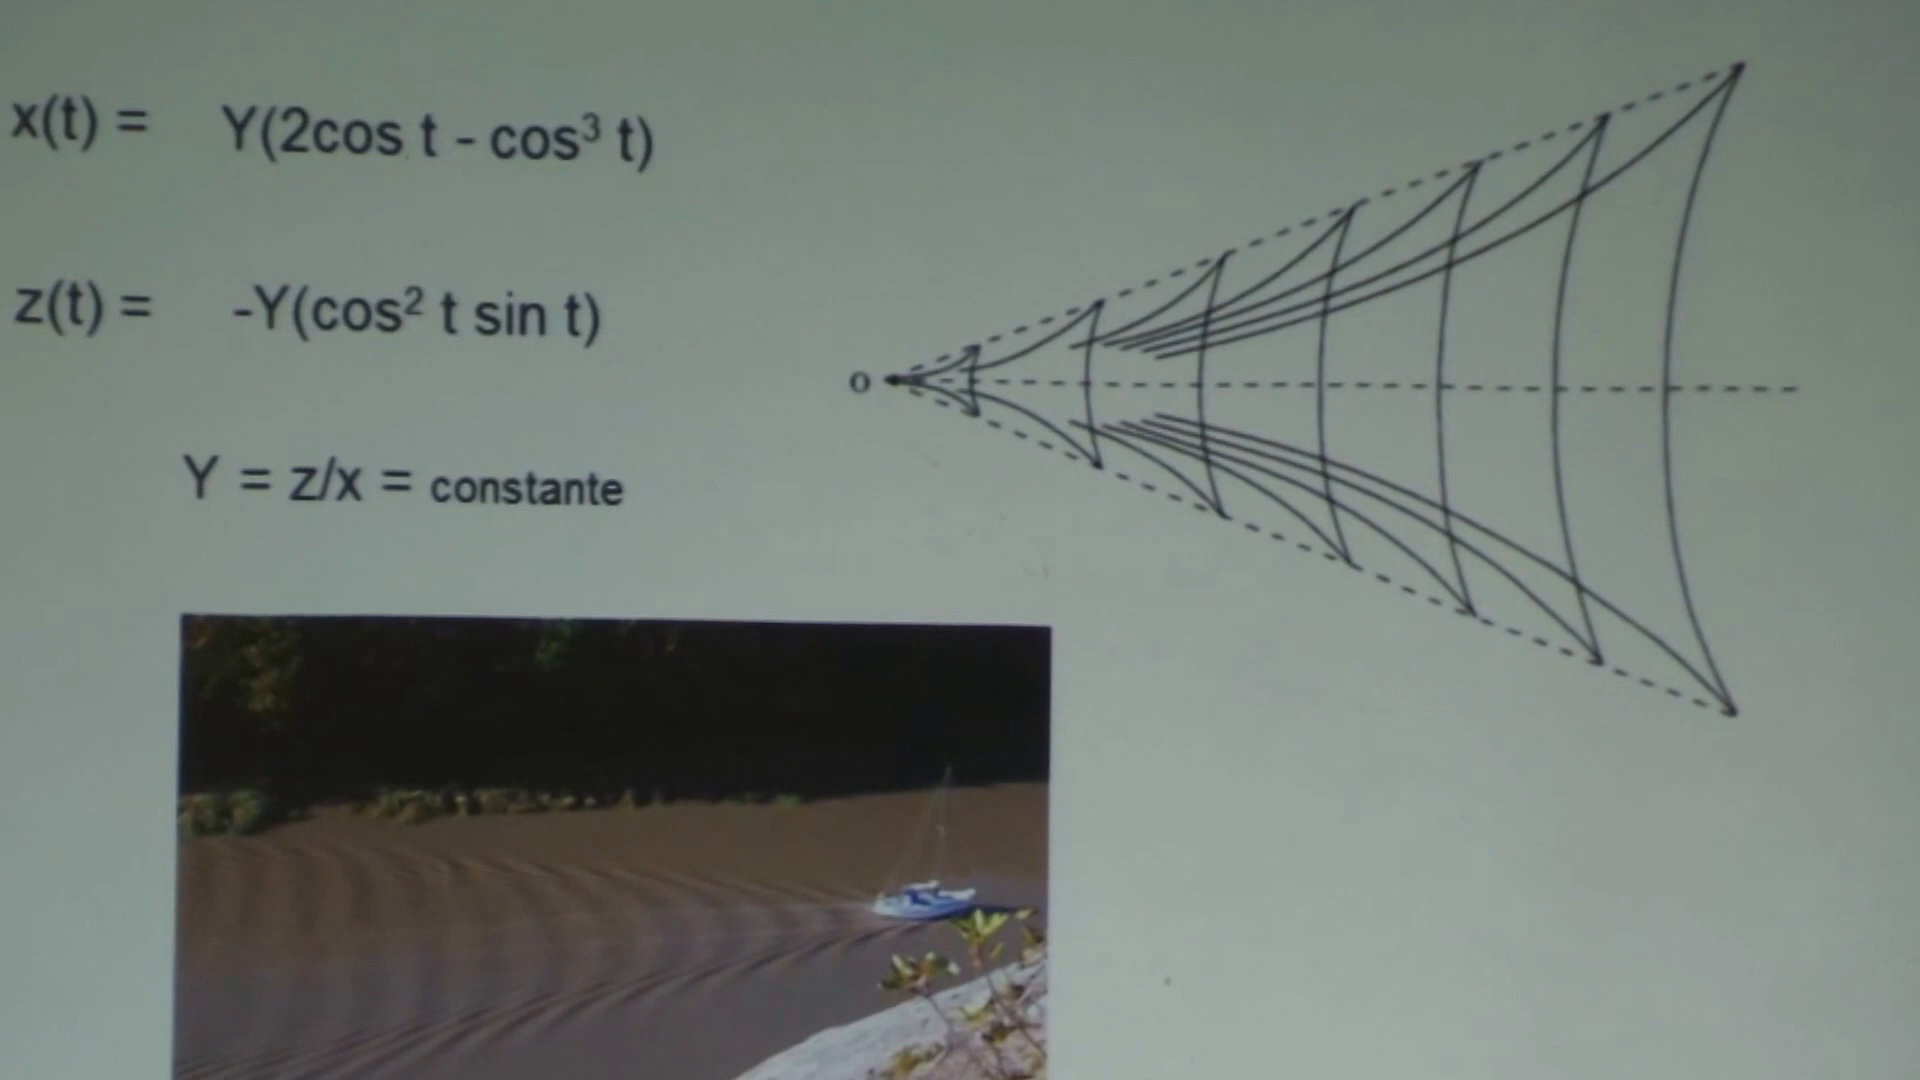 x(t) = Y(2cos t - cos³ t)
z(t) = -Y(cos² t sin t)
Y = z/x = constante
O